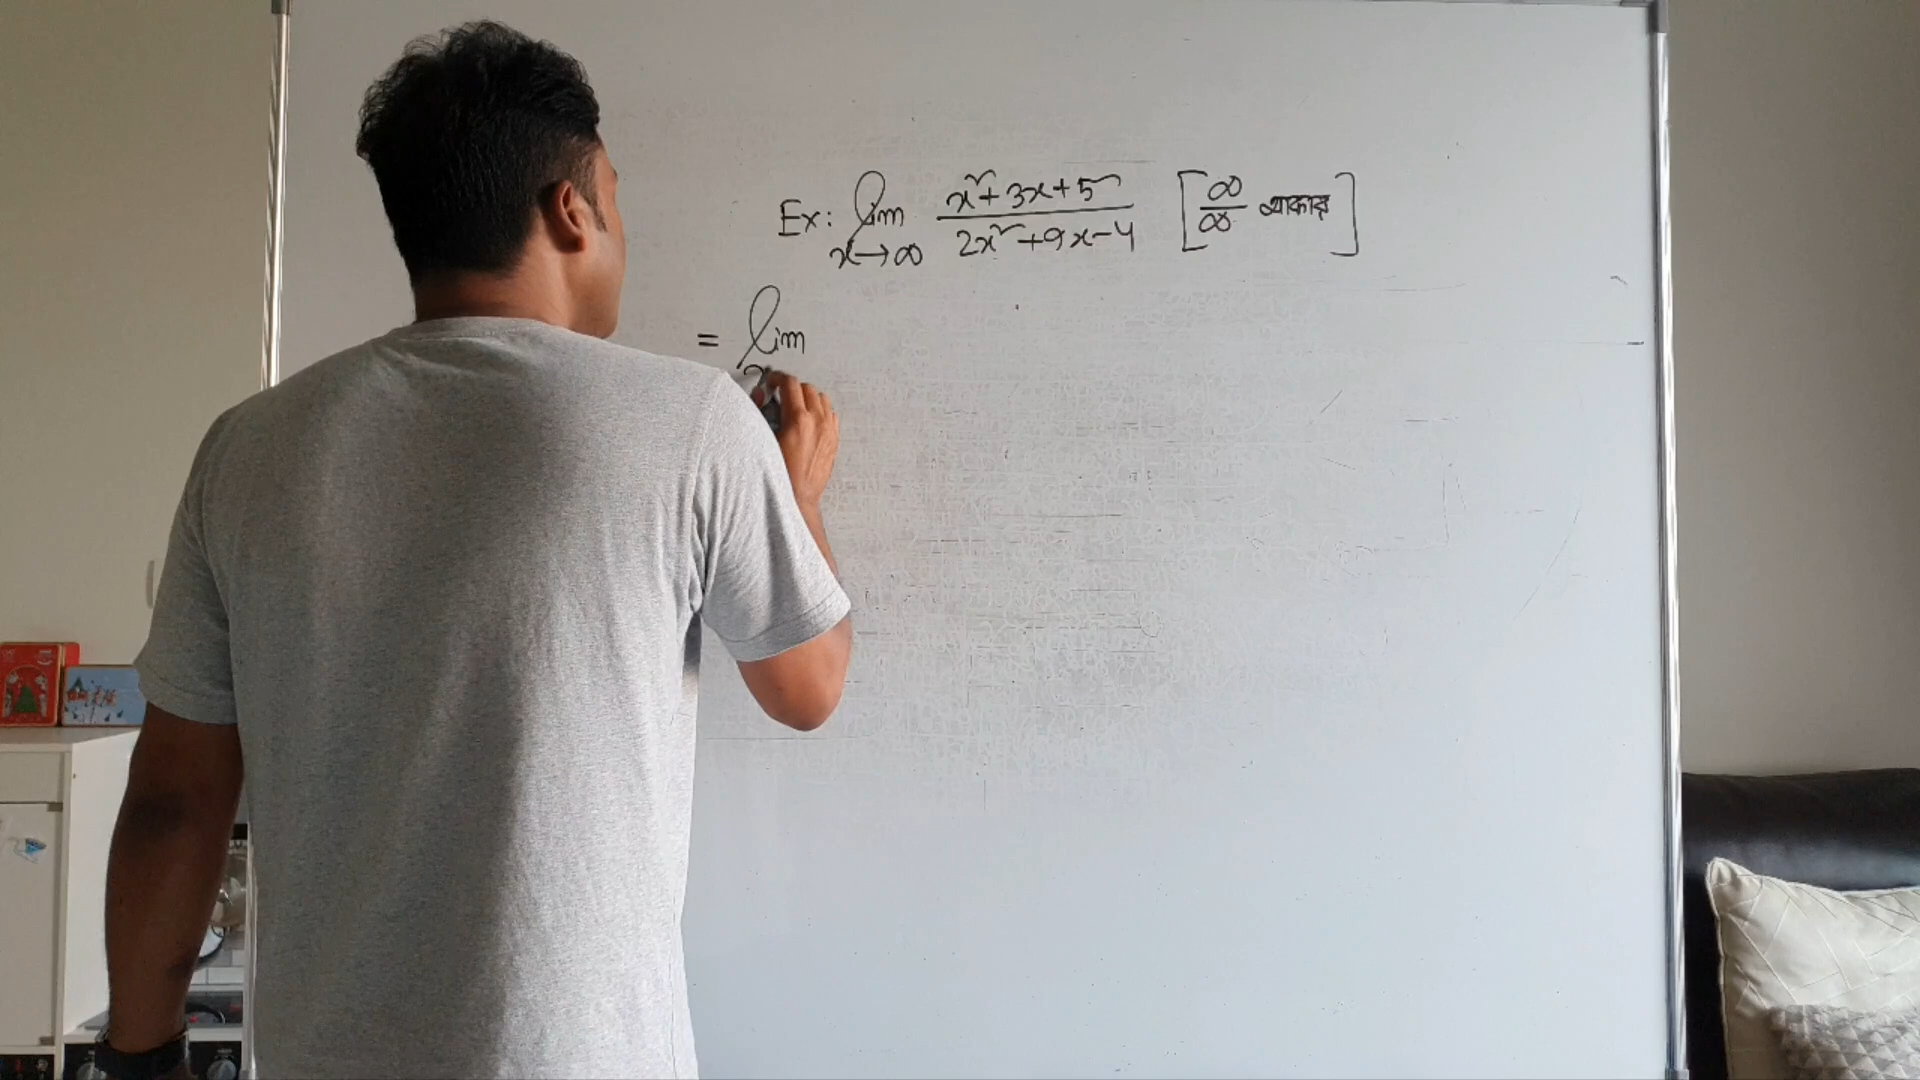 Ex: lim x→∞ x²+3x+5 / 2x²+9x-4 [∞/∞ আকার]
= lim x